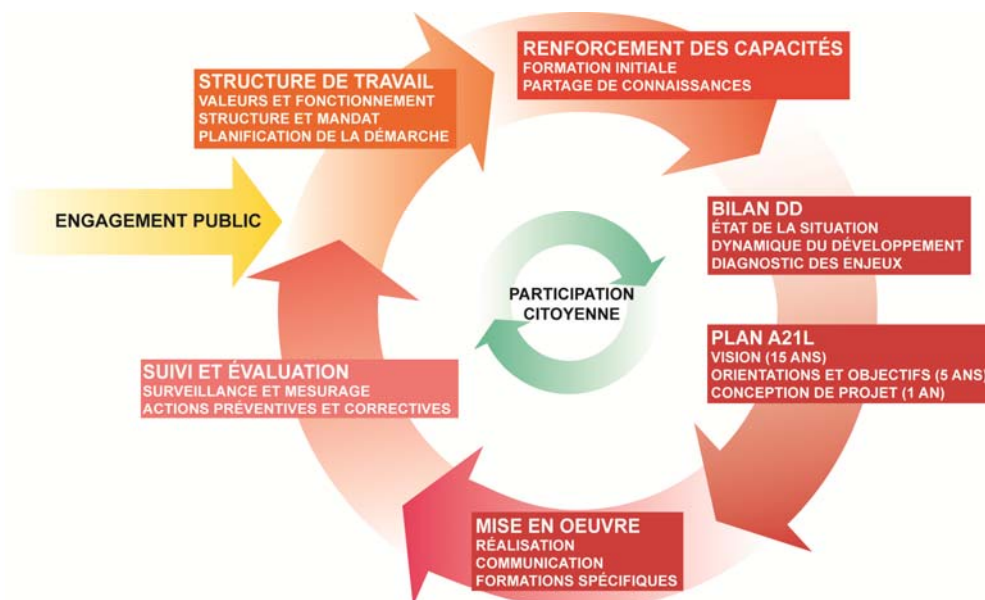 ENGAGEMENT PUBLIC
STRUCTURE DE TRAVAIL
VALEURS ET FONCTIONNEMENT
STRUCTURE ET MANDAT
PLANIFICATION DE LA DÉMARCHE
RENFORCEMENT DES CAPACITÉS
FORMATION INITIALE
PARTAGE DE CONNAISSANCES
BILAN DD
ÉTAT DE LA SITUATION
DYNAMIQUE DU DÉVELOPPEMENT
DIAGNOSTIC DES ENJEUX
PLAN A21L
VISION (15 ANS)
ORIENTATIONS ET OBJECTIFS (5 ANS)
CONCEPTION DE PROJET (1 AN)
MISE EN OEUVRE
RÉALISATION
COMMUNICATION
FORMATIONS SPÉCIFIQUES
SUIVI ET ÉVALUATION
SURVEILLANCE ET MESURAGE
ACTIONS PRÉVENTIVES ET CORRECTIVES
PARTICIPATION
CITOYENNE